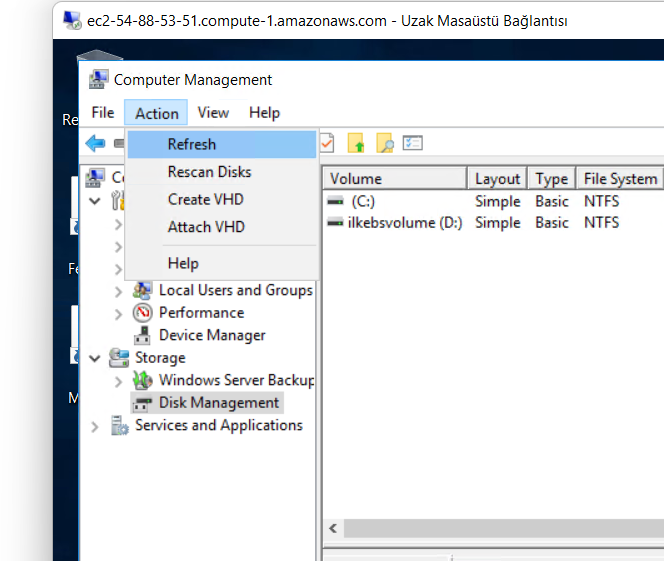 ec2-54-88-53-51.compute-1.amazonaws.com - Uzak Masaüstü Bağlantısı
Computer Management
File Action View Help
Re
Refresh
Rescan Disks
Create VHD
Attach VHD
Help
C
Fe
M
Local Users and Groups
Performance
Device Manager
Storage
Windows Server Backup
Disk Management
Services and Applications
Volume Layout Type File System
(C:) Simple Basic NTFS
ilkebsvolume (D:) Simple Basic NTFS